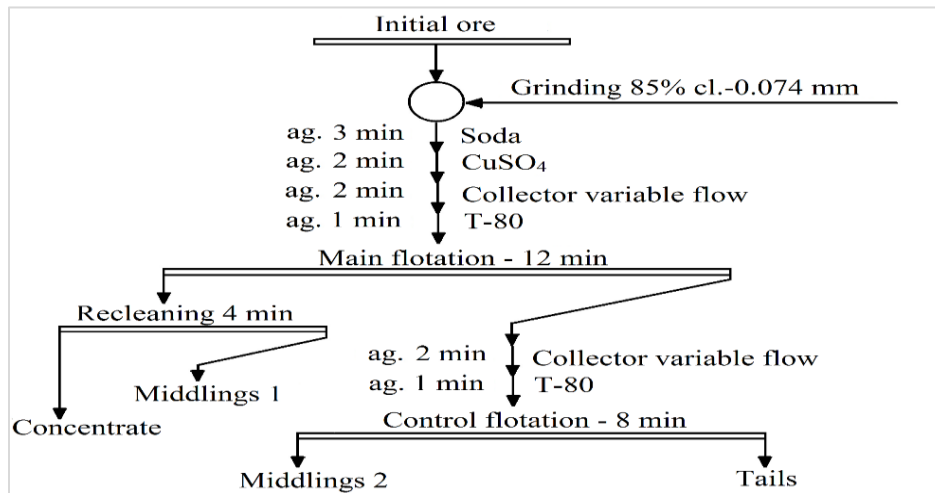 Initial ore
Grinding 85% cl.-0.074 mm
ag. 3 min Soda
ag. 2 min CuSO₄
ag. 2 min Collector variable flow
ag. 1 min T-80
Main flotation - 12 min
Recleaning 4 min
ag. 2 min Collector variable flow
ag. 1 min T-80
Middlings 1
Control flotation - 8 min
Concentrate
Middlings 2 Tails